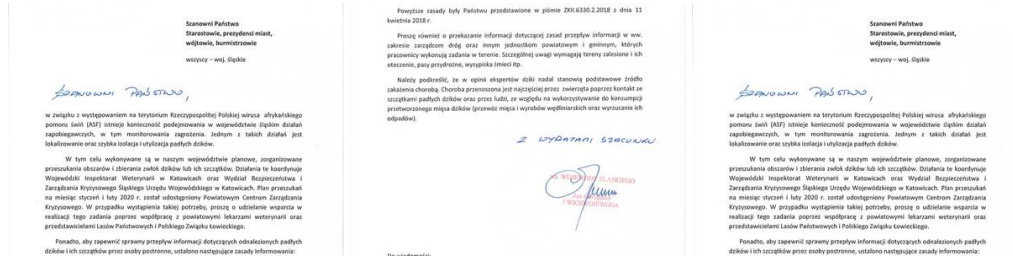 Szanowni Państwo
Starostowie, prezydenci miast,
wójtowie, burmistrzowie
wszyscy – woj. śląskie
SZANOWNI PAŃSTWO,
w związku z występowaniem na terytorium Rzeczypospolitej Polskiej wirusa afrykańskiego
pomoru świń (ASF) istnieje konieczność podejmowania w województwie śląskim działań
zapobiegawczych, w tym monitorowania zagrożenia. Jednym z takich działań jest
lokalizowanie oraz szybka izolacja i utylizacja padłych dzików.
W tym celu wykonywane są w naszym województwie planowe, zorganizowane
przeszukania obszarów i zbierania zwłok dzików lub ich szczątków. Działania te koordynuje
Wojewódzki Inspektorat Weterynarii w Katowicach oraz Wydział Bezpieczeństwa i
Zarządzania Kryzysowego Śląskiego Urzędu Wojewódzkiego w Katowicach. Plan przeszukań
na miesiąc styczeń i luty 2020 r. został udostępniony Powiatowym Centrom Zarządzania
Kryzysowego. W przypadku wystąpienia takiej potrzeby, proszę o udzielanie wsparcia w
realizacji tego zadania poprzez współpracę z powiatowymi lekarzami weterynarii oraz
przedstawicielami Lasów Państwowych i Polskiego Związku Łowieckiego.
Ponadto, aby zapewnić sprawny przepływ informacji dotyczących odnalezionych padłych
dzików i ich szczątków przez osoby postronne, ustalono następujące zasady informowania:
Powyższe zasady były Państwu przedstawione w piśmie ZKII.6330.2.2018 z dnia 11
kwietnia 2018 r.
Proszę również o przekazanie informacji dotyczącej zasad przepływ informacji w ww.
zakresie zarządcom dróg oraz innym jednostkom powiatowym i gminnym, których
pracownicy wykonują zadania w terenie. Szczególnej uwagi wymagają tereny zalesione i ich
otoczenie, pasy przydrożne, wysypiska śmieci itp.
Należy podkreślić, że w opinii ekspertów dziki nadal stanowią podstawowe źródło
zakażenia chorobą. Choroba przenoszona jest najczęściej przez zwierzęta poprzez kontakt ze
szczątkami padłych dzików oraz przez ludzi, ze względu na wykorzystywanie do konsumpcji
przetworzonego mięsa dzików (przewóz mięsa i wyrobów wędliniarskich oraz wyrzucanie ich
odpadów).
Z WYRAZAMI SZACUNKU
WOJEWODY ŚLĄSKIEGO
I WICEWOJEWODA
Do wiadomości:
Szanowni Państwo
Starostowie, prezydenci miast,
wójtowie, burmistrzowie
wszyscy – woj. śląskie
SZANOWNI PAŃSTWO,
w związku z występowaniem na terytorium Rzeczypospolitej Polskiej wirusa afrykańskiego
pomoru świń (ASF) istnieje konieczność podejmowania w województwie śląskim działań
zapobiegawczych, w tym monitorowania zagrożenia. Jednym z takich działań jest
lokalizowanie oraz szybka izolacja i utylizacja padłych dzików.
W tym celu wykonywane są w naszym województwie planowe, zorganizowane
przeszukania obszarów i zbierania zwłok dzików lub ich szczątków. Działania te koordynuje
Wojewódzki Inspektorat Weterynarii w Katowicach oraz Wydział Bezpieczeństwa i
Zarządzania Kryzysowego Śląskiego Urzędu Wojewódzkiego w Katowicach. Plan przeszukań
na miesiąc styczeń i luty 2020 r. został udostępniony Powiatowym Centrom Zarządzania
Kryzysowego. W przypadku wystąpienia takiej potrzeby, proszę o udzielanie wsparcia w
realizacji tego zadania poprzez współpracę z powiatowymi lekarzami weterynarii oraz
przedstawicielami Lasów Państwowych i Polskiego Związku Łowieckiego.
Ponadto, aby zapewnić sprawny przepływ informacji dotyczących odnalezionych padłych
dzików i ich szczątków przez osoby postronne, ustalono następujące zasady informowania: